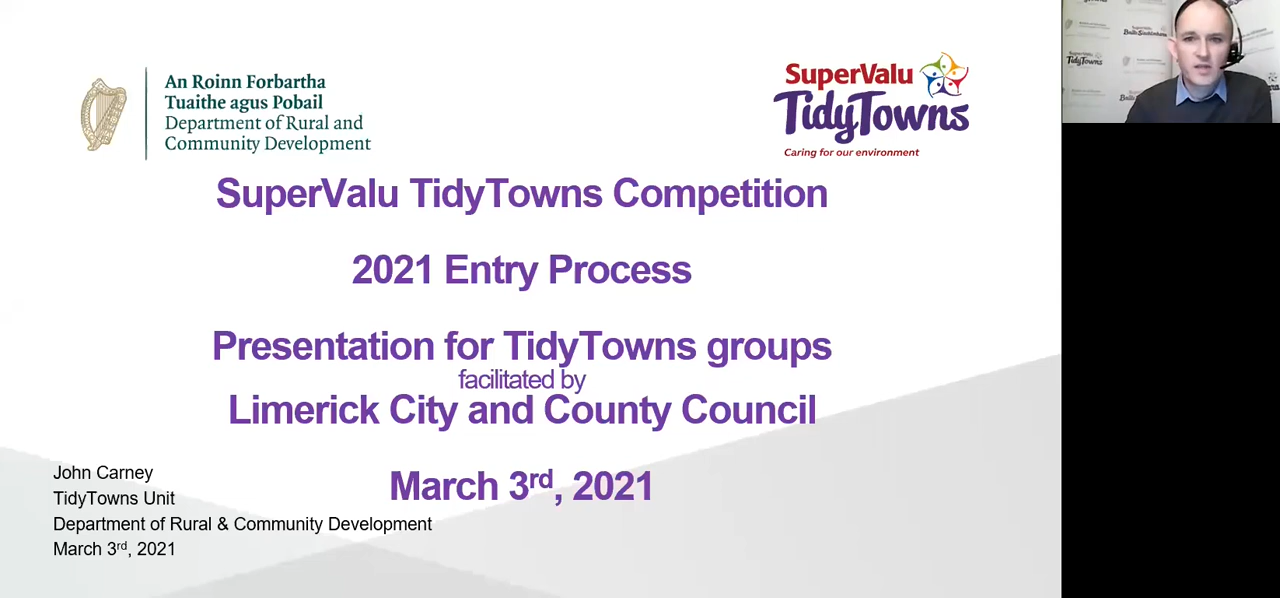 An Roinn Forbartha
Tuaithe agus Pobail
Department of Rural and
Community Development
SuperValu
TidyTowns
Caring for our environment
SuperValu TidyTowns Competition
2021 Entry Process
Presentation for TidyTowns groups
facilitated by
Limerick City and County Council
March 3rd, 2021
John Carney
TidyTowns Unit
Department of Rural & Community Development
March 3rd, 2021
SuperValu
TidyTowns